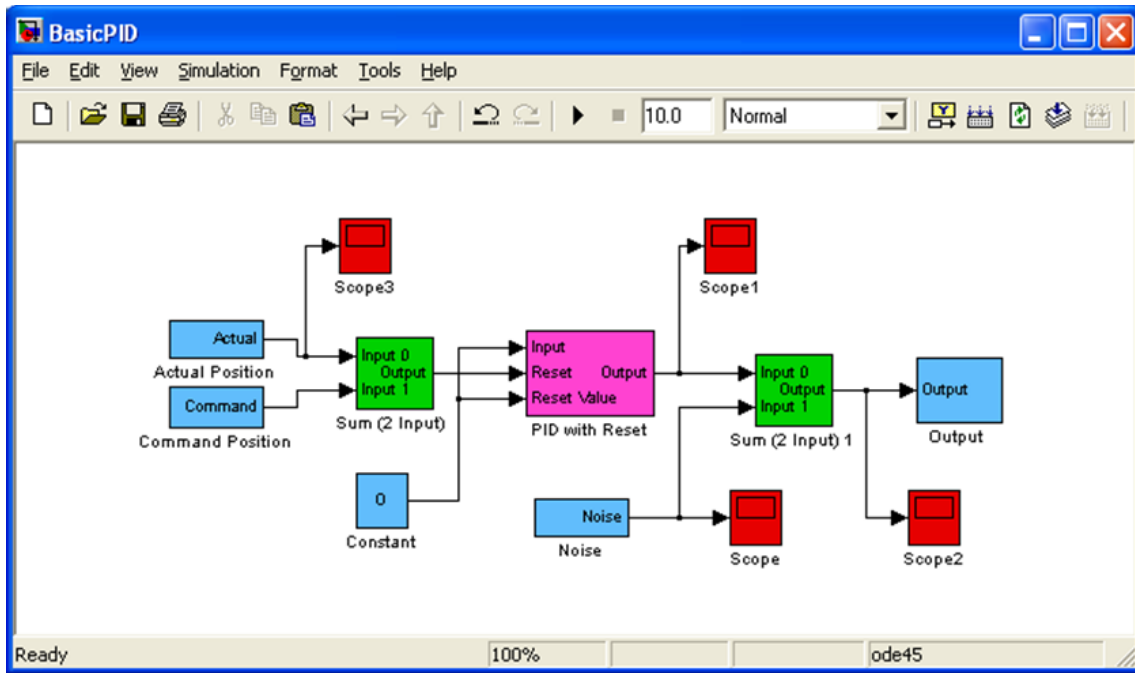 BasicPID
File Edit View Simulation Format Tools Help
10.0 Normal
Scope3
Scope1
Actual
Actual Position
Command
Command Position
Input 0
Output
Input 1
Sum (2 Input)
Input
Reset Output
Reset Value
PID with Reset
Input 0
Output
Input 1
Sum (2 Input) 1
Output
Output
0
Constant
Noise
Noise
Scope
Scope2
Ready 100% ode45